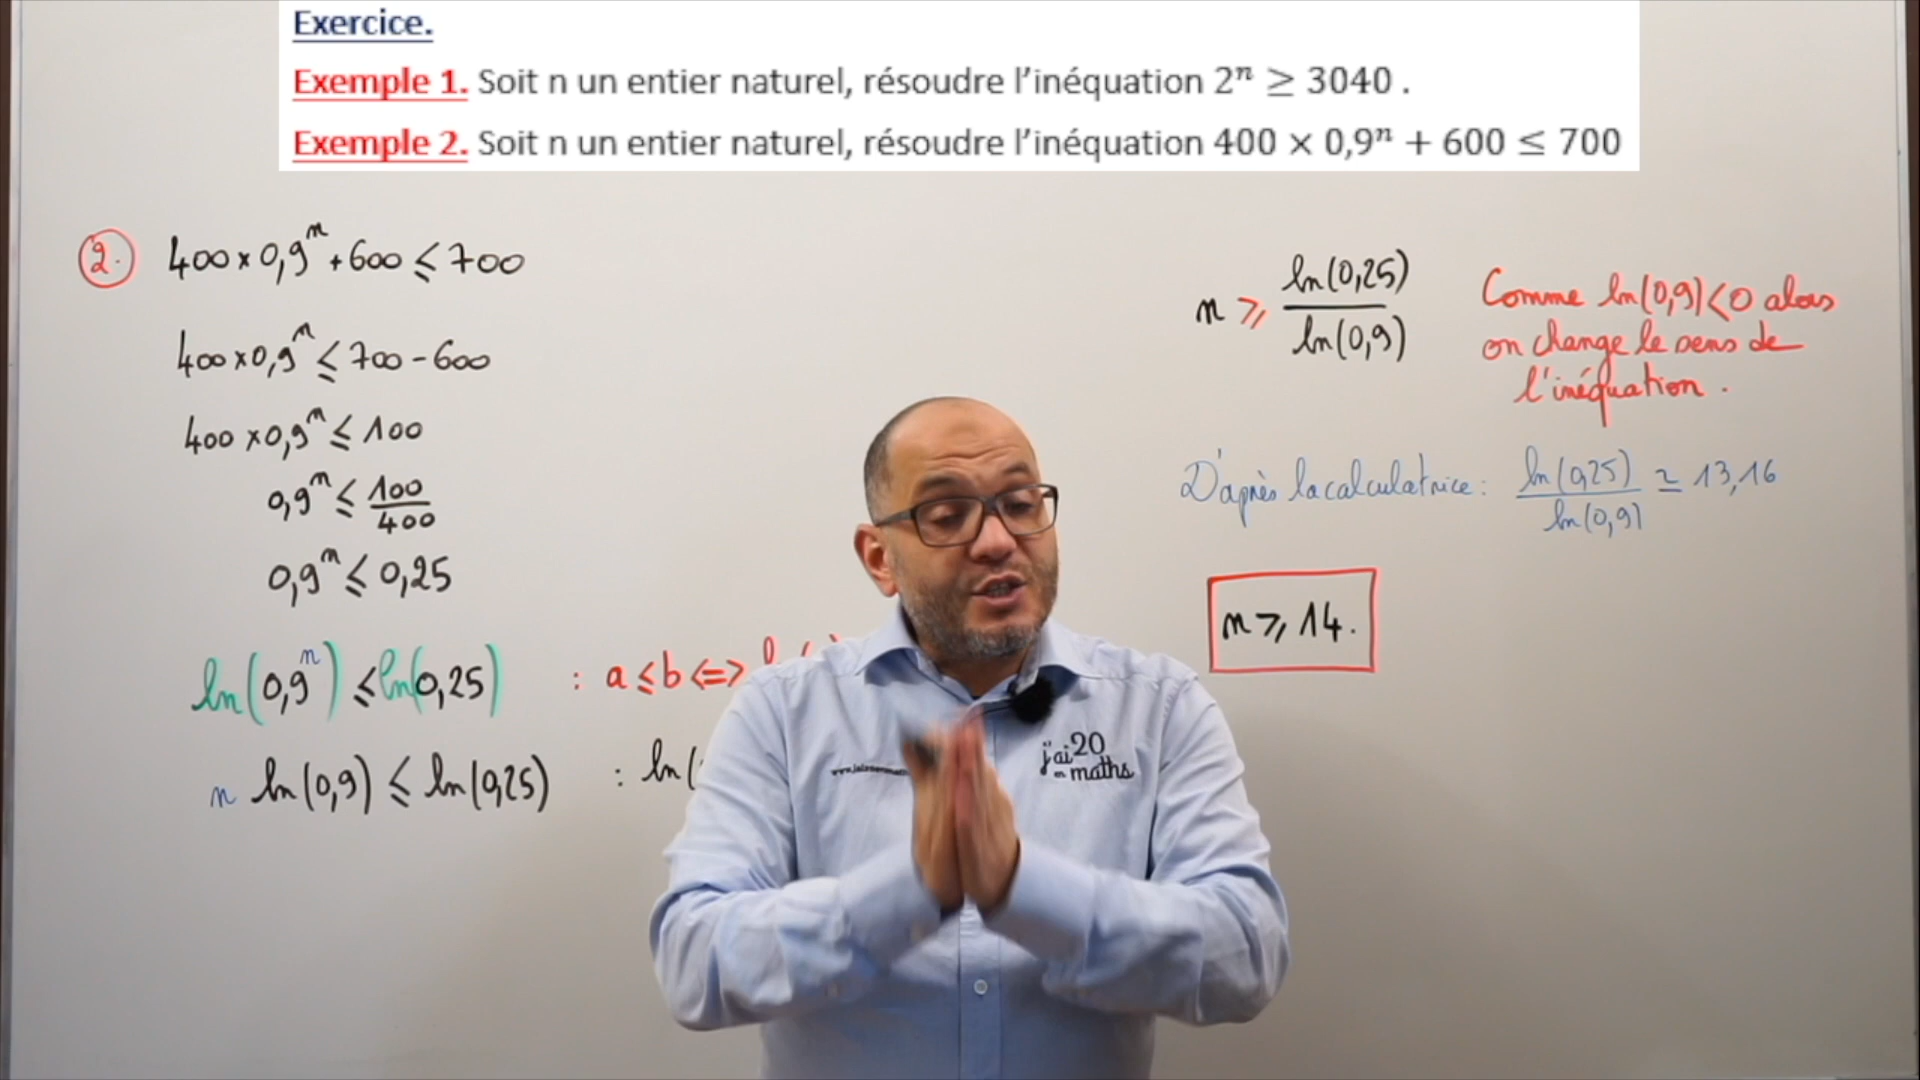 Exercice.
Exemple 1. Soit n un entier naturel, résoudre l'inéquation 2ⁿ ≥ 3040 .
Exemple 2. Soit n un entier naturel, résoudre l'inéquation 400 × 0,9ⁿ + 600 ≤ 700
2.
400 × 0,9ⁿ + 600 ≤ 700
400 × 0,9ⁿ ≤ 700 - 600
400 × 0,9ⁿ ≤ 100
0,9ⁿ ≤ 100/400
0,9ⁿ ≤ 0,25
ln(0,9ⁿ) ≤ ln(0,25) : a ≤ b <=>
n ln(0,9) ≤ ln(0,25) : ln(
n ≥ ln(0,25)/ln(0,9)
Comme ln(0,9)<0 alors
on change le sens de
l'inéquation .
D'après la calculatrice : ln(0,25)/ln(0,9) ≃ 13,16
n ≥ 14.
j'ai 20
en maths